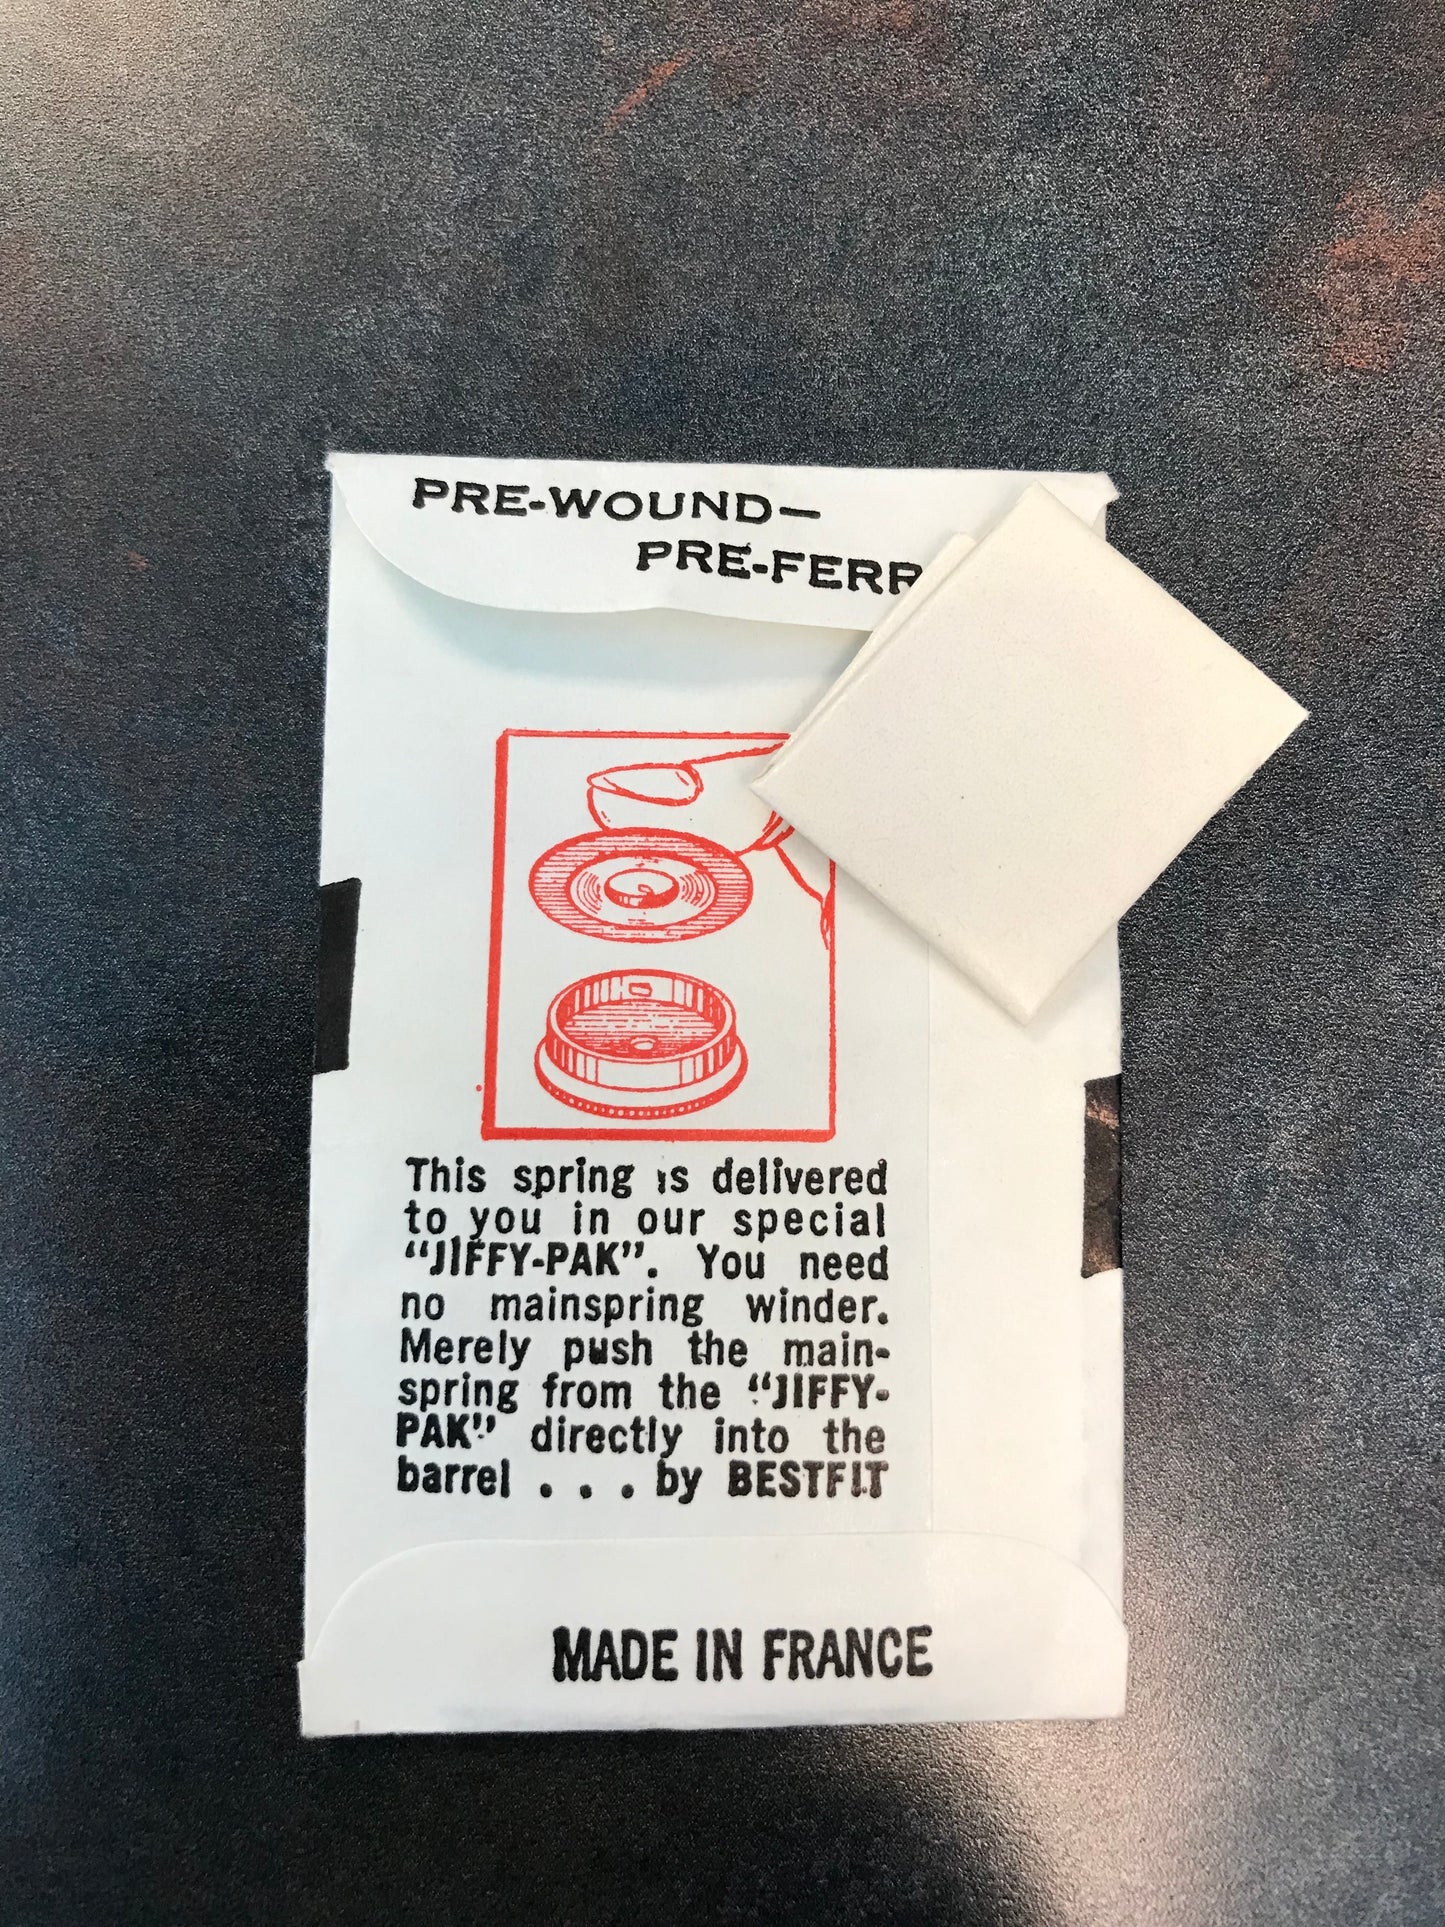 PRE-WOUND—
PRE-FERR
This spring is delivered
to you in our special
“JIFFY-PAK”. You need
no mainspring winder.
Merely push the main-
spring from the “JIFFY-
PAK” directly into the
barrel . . . by BESTFIT
MADE IN FRANCE